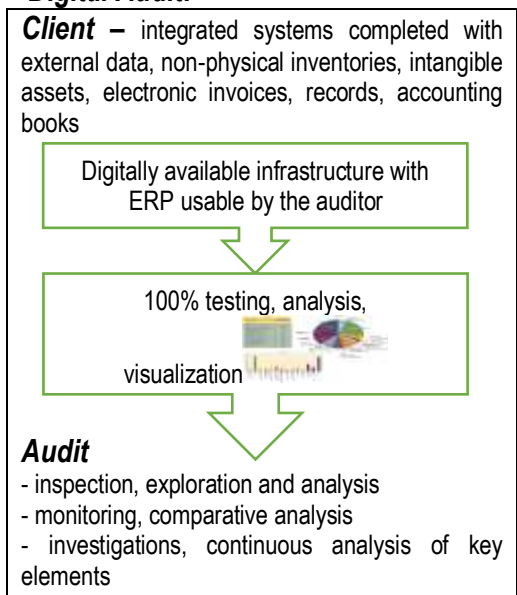 Client – integrated systems completed with
external data, non-physical inventories, intangible
assets, electronic invoices, records, accounting
books
Digitally available infrastructure with
ERP usable by the auditor
100% testing, analysis,
visualization
Audit
- inspection, exploration and analysis
- monitoring, comparative analysis
- investigations, continuous analysis of key
elements